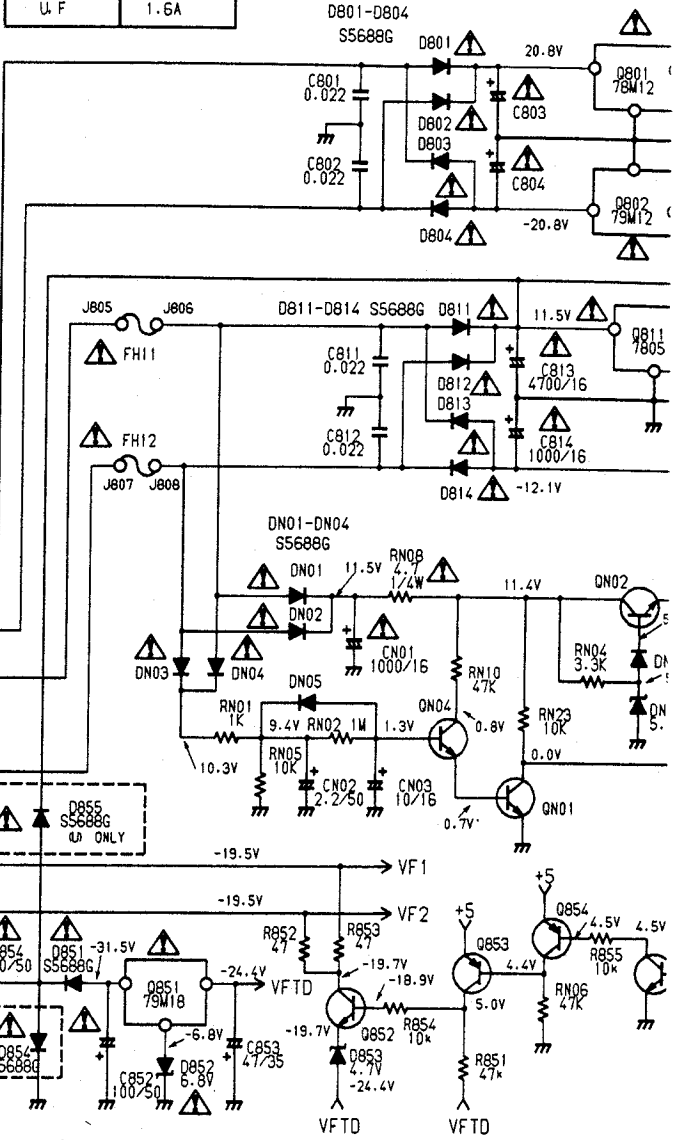 U.F 1.6A
D801-D804
S5688G
D801
20.8V
Q801
78M12
C801
0.022
C803
D802
D803
C802
0.022
C804
Q802
79M12
D804
-20.8V
J805 J806
D811-D814 S5688G D811
11.5V
Q811
7805
FH11
C811
0.022
D812
D813
C813
4700/16
FH12
C812
0.022
C814
1000/16
J807 J808
D814
-12.1V
DN01-DN04
S5688G
DN01
11.5V
RN08
4.7
1/4W
11.4V
QN02
DN02
CN01
1000/16
DN03
DN04
RN04
3.3K
DN05
RN10
47K
RN01
1K
QN04
0.8V
RN23
10K
9.4V RN02 1M
1.3V
10.3V
RN05
10K
0.0V
CN02
2.2/50
CN03
10/16
0.7V
QN01
D855
S5688G
(U) ONLY
-19.5V
VF1
-19.5V
VF2
+5
Q854
4.5V
4.5V
R852
47
R853
47
+5
Q853
R855
10k
S5688G
-31.5V
-24.4V
VFTD
-19.7V
-18.9V
4.4V
RN06
47K
Q851
79M18
5.0V
-19.7V
Q852
R854
10k
-6.8V
C853
47/35
D853
4.7V
-24.4V
R851
47k
D854
C852
100/50
D852
6.8V
VFTD
VFTD